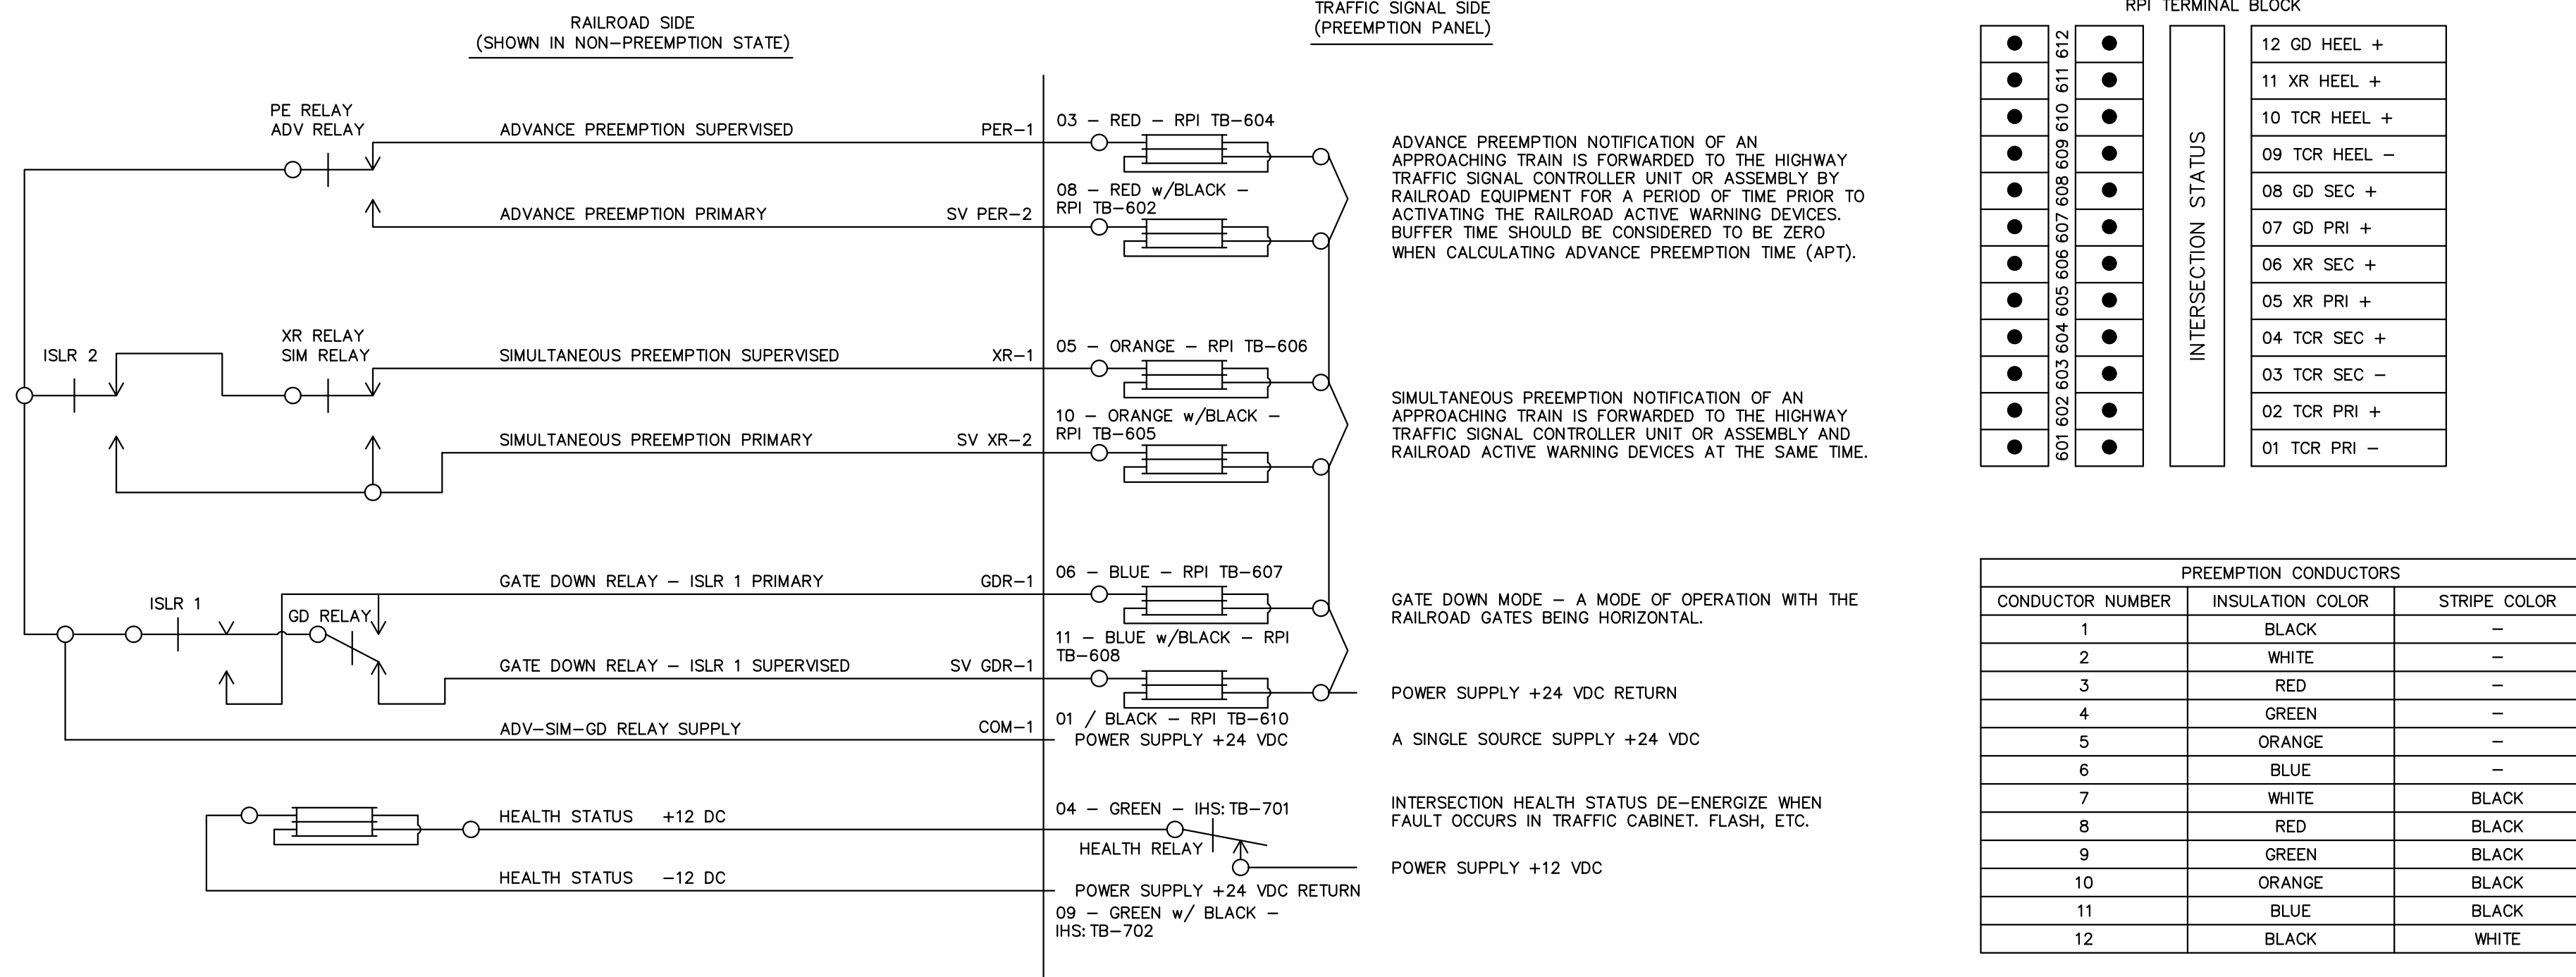 RAILROAD SIDE
(SHOWN IN NON-PREEMPTION STATE)
TRAFFIC SIGNAL SIDE
(PREEMPTION PANEL)
PE RELAY
ADV RELAY
ADVANCE PREEMPTION SUPERVISED
PER-1
03 - RED - RPI TB-604
ADVANCE PREEMPTION PRIMARY
SV PER-2
08 - RED w/BLACK -
RPI TB-602
ADVANCE PREEMPTION NOTIFICATION OF AN
APPROACHING TRAIN IS FORWARDED TO THE HIGHWAY
TRAFFIC SIGNAL CONTROLLER UNIT OR ASSEMBLY BY
RAILROAD EQUIPMENT FOR A PERIOD OF TIME PRIOR TO
ACTIVATING THE RAILROAD ACTIVE WARNING DEVICES.
BUFFER TIME SHOULD BE CONSIDERED TO BE ZERO
WHEN CALCULATING ADVANCE PREEMPTION TIME (APT).
ISLR 2
XR RELAY
SIM RELAY
SIMULTANEOUS PREEMPTION SUPERVISED
XR-1
05 - ORANGE - RPI TB-606
SIMULTANEOUS PREEMPTION PRIMARY
SV XR-2
10 - ORANGE w/BLACK -
RPI TB-605
SIMULTANEOUS PREEMPTION NOTIFICATION OF AN
APPROACHING TRAIN IS FORWARDED TO THE HIGHWAY
TRAFFIC SIGNAL CONTROLLER UNIT OR ASSEMBLY AND
RAILROAD ACTIVE WARNING DEVICES AT THE SAME TIME.
ISLR 1
GD RELAY
GATE DOWN RELAY - ISLR 1 PRIMARY
GDR-1
06 - BLUE - RPI TB-607
GATE DOWN RELAY - ISLR 1 SUPERVISED
SV GDR-1
11 - BLUE w/BLACK - RPI
TB-608
GATE DOWN MODE - A MODE OF OPERATION WITH THE
RAILROAD GATES BEING HORIZONTAL.
POWER SUPPLY +24 VDC RETURN
ADV-SIM-GD RELAY SUPPLY
COM-1
01 / BLACK - RPI TB-610
POWER SUPPLY +24 VDC
A SINGLE SOURCE SUPPLY +24 VDC
HEALTH STATUS +12 DC
04 - GREEN - IHS:TB-701
HEALTH RELAY
INTERSECTION HEALTH STATUS DE-ENERGIZE WHEN
FAULT OCCURS IN TRAFFIC CABINET. FLASH, ETC.
POWER SUPPLY +12 VDC
HEALTH STATUS -12 DC
POWER SUPPLY +24 VDC RETURN
09 - GREEN w/ BLACK -
IHS:TB-702
RPI TERMINAL BLOCK
612 12 GD HEEL +
611 11 XR HEEL +
610 10 TCR HEEL +
609 09 TCR HEEL -
608 08 GD SEC +
607 07 GD PRI +
606 06 XR SEC +
605 05 XR PRI +
604 04 TCR SEC +
603 03 TCR SEC -
602 02 TCR PRI +
601 01 TCR PRI -
INTERSECTION STATUS
PREEMPTION CONDUCTORS
CONDUCTOR NUMBER INSULATION COLOR STRIPE COLOR
1 BLACK -
2 WHITE -
3 RED -
4 GREEN -
5 ORANGE -
6 BLUE -
7 WHITE BLACK
8 RED BLACK
9 GREEN BLACK
10 ORANGE BLACK
11 BLUE BLACK
12 BLACK WHITE